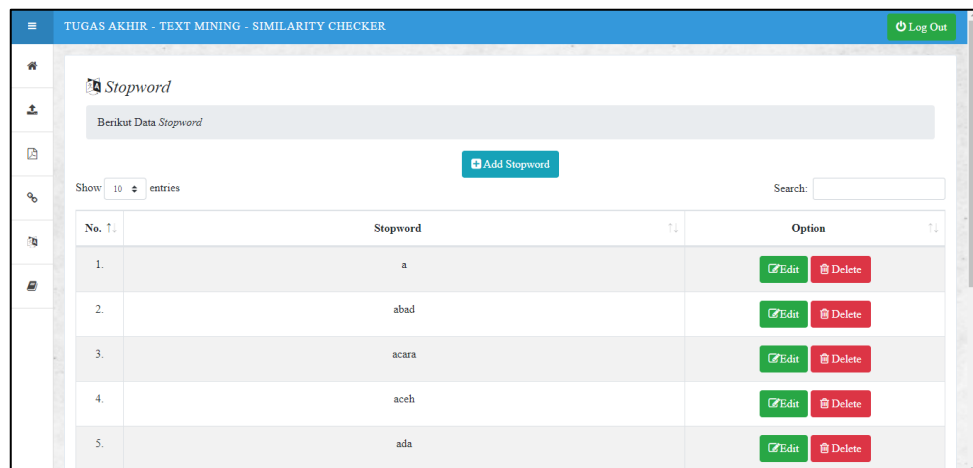 TUGAS AKHIR - TEXT MINING - SIMILARITY CHECKER Log Out
Stopword
Berikut Data Stopword
Add Stopword
Show 10 entries Search:
No. Stopword Option
1. a Edit Delete
2. abad Edit Delete
3. acara Edit Delete
4. aceh Edit Delete
5. ada Edit Delete